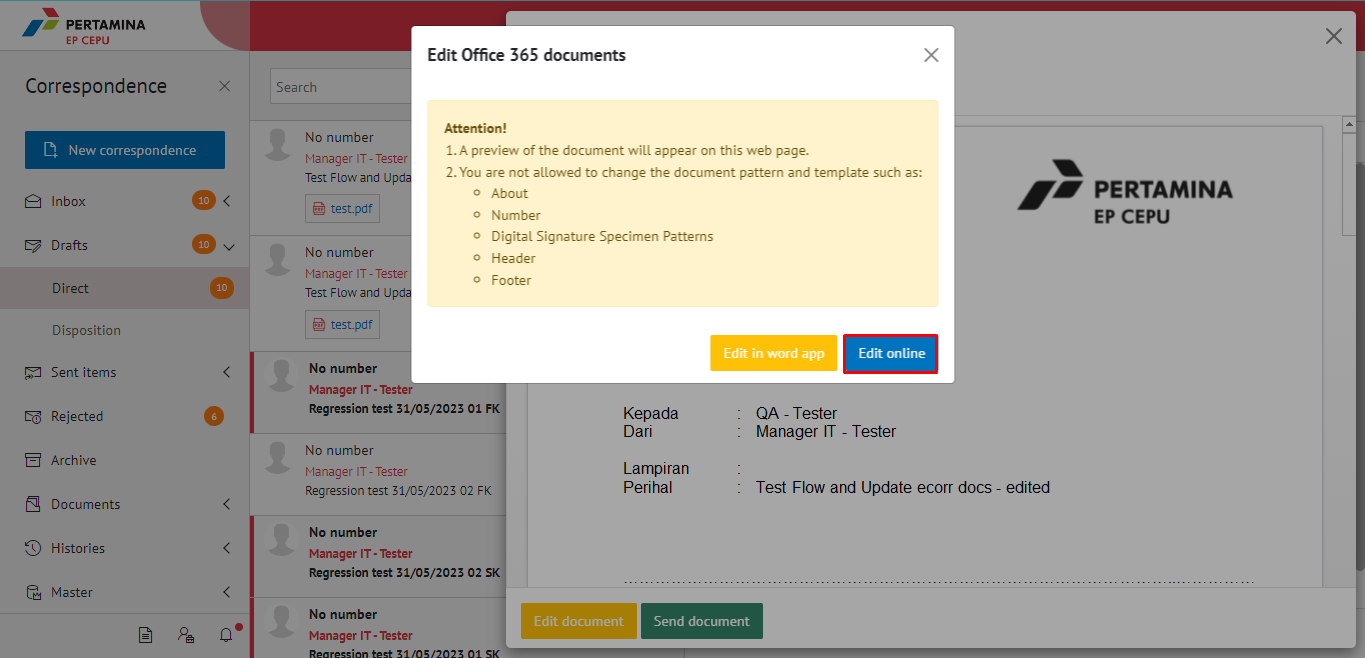 PERTAMINA
EP CEPU
Correspondence
New correspondence
Inbox 10
Drafts 10
Direct 10
Disposition
Sent items
Rejected 6
Archive
Documents
Histories
Master
Search
No number
Manager IT - Tester
Test Flow and Upda
test.pdf
No number
Manager IT - Tester
Test Flow and Upda
test.pdf
No number
Manager IT - Tester
Regression test 31/05/2023 01 FK
No number
Manager IT - Tester
Regression test 31/05/2023 02 FK
No number
Manager IT - Tester
Regression test 31/05/2023 02 SK
No number
Manager IT - Tester
Regression test 31/05/2023 01 SK
Edit Office 365 documents
Attention!
1. A preview of the document will appear on this web page.
2. You are not allowed to change the document pattern and template such as:
About
Number
Digital Signature Specimen Patterns
Header
Footer
Edit in word app
Edit online
PERTAMINA
EP CEPU
Kepada : QA - Tester
Dari : Manager IT - Tester
Lampiran :
Perihal : Test Flow and Update ecorr docs - edited
Edit document
Send document